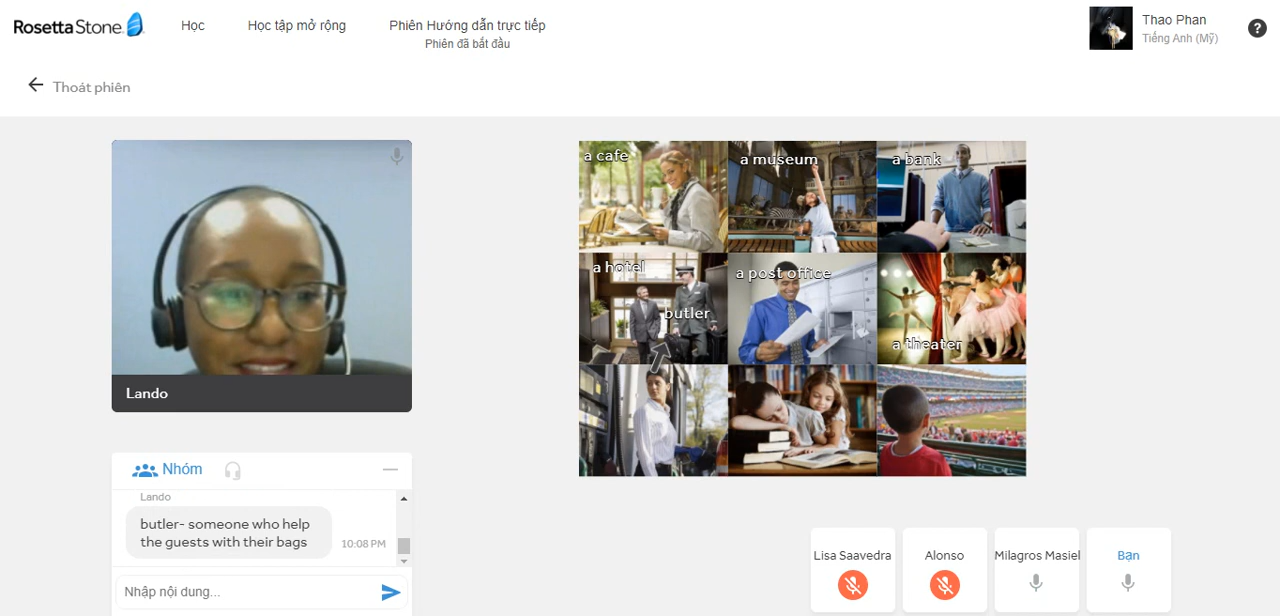 RosettaStone
Học
Học tập mở rộng
Phiên Hướng dẫn trực tiếp
Phiên đã bắt đầu
Thao Phan
Tiếng Anh (Mỹ)
?
Thoát phiên
a cafe
a museum
a bank
a hotel
butler
a post office
a theater
Lando
Nhóm
Lando
butler- someone who help
the guests with their bags
10:08 PM
Nhập nội dung...
Lisa Saavedra
Alonso
Milagros Masiel
Bạn